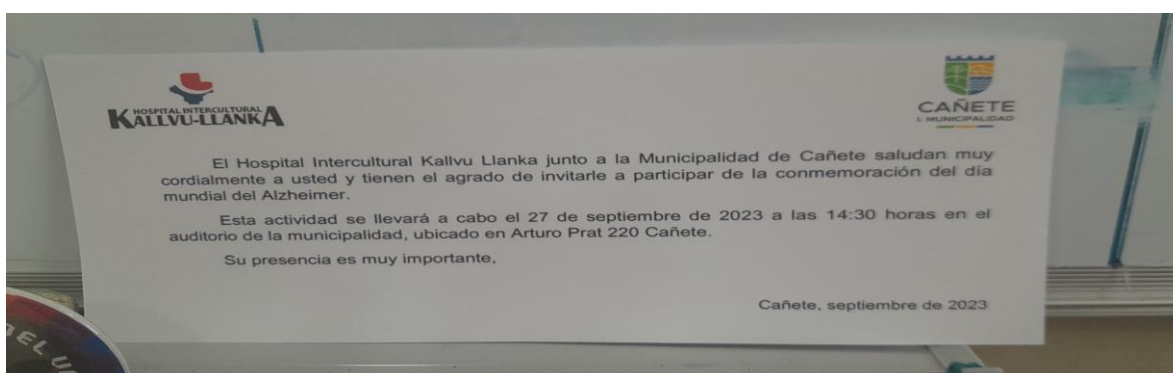 HOSPITAL INTERCULTURAL
KALLVU-LLANKA
CAÑETE
I. MUNICIPALIDAD
El Hospital Intercultural Kallvu Llanka junto a la Municipalidad de Cañete saludan muy
cordialmente a usted y tienen el agrado de invitarle a participar de la conmemoración del día
mundial del Alzheimer.
Esta actividad se llevará a cabo el 27 de septiembre de 2023 a las 14:30 horas en el
auditorio de la municipalidad, ubicado en Arturo Prat 220 Cañete.
Su presencia es muy importante,
Cañete, septiembre de 2023
DEL